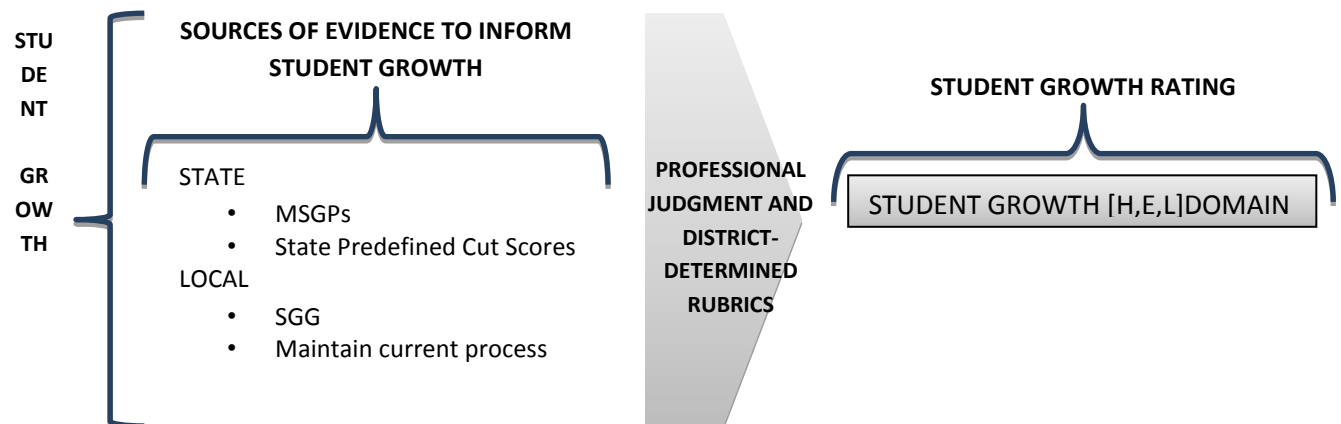 STU
DE
NT
GR
OW
TH
SOURCES OF EVIDENCE TO INFORM
STUDENT GROWTH
STATE
• MSGPs
• State Predefined Cut Scores
LOCAL
• SGG
• Maintain current process
PROFESSIONAL
JUDGMENT AND
DISTRICT-
DETERMINED
RUBRICS
STUDENT GROWTH RATING
STUDENT GROWTH [H,E,L]DOMAIN